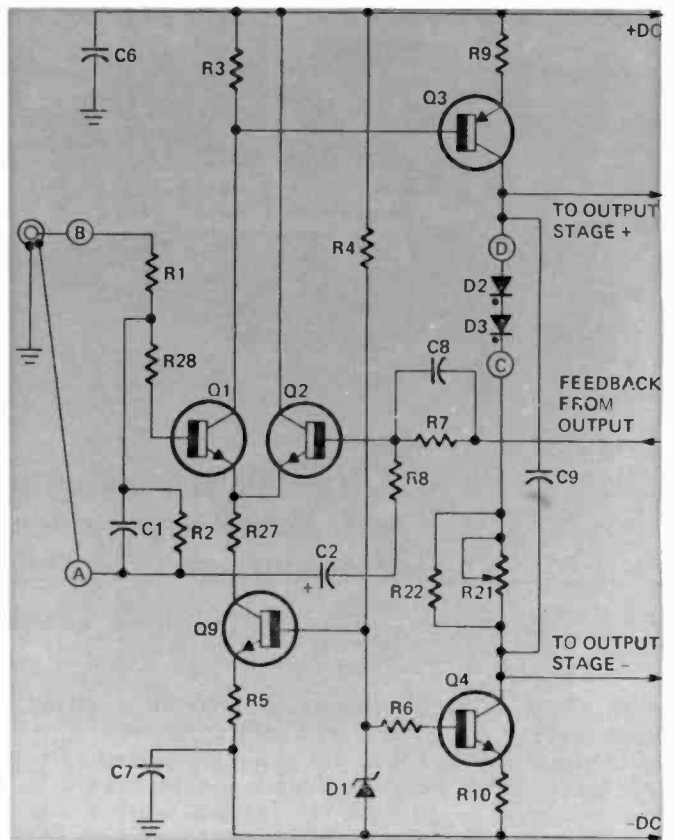 +DC
C6
R3
R9
Q3
TO OUTPUT
STAGE +
B
R4
D
R1
D2
D3
C8
R28
C
Q1
Q2
FEEDBACK
FROM
OUTPUT
R7
R8
C9
C1
R2
R27
C2
A
+
R22
R21
Q9
TO OUTPUT
STAGE –
Q4
R5
R6
C7
D1
R10
-DC